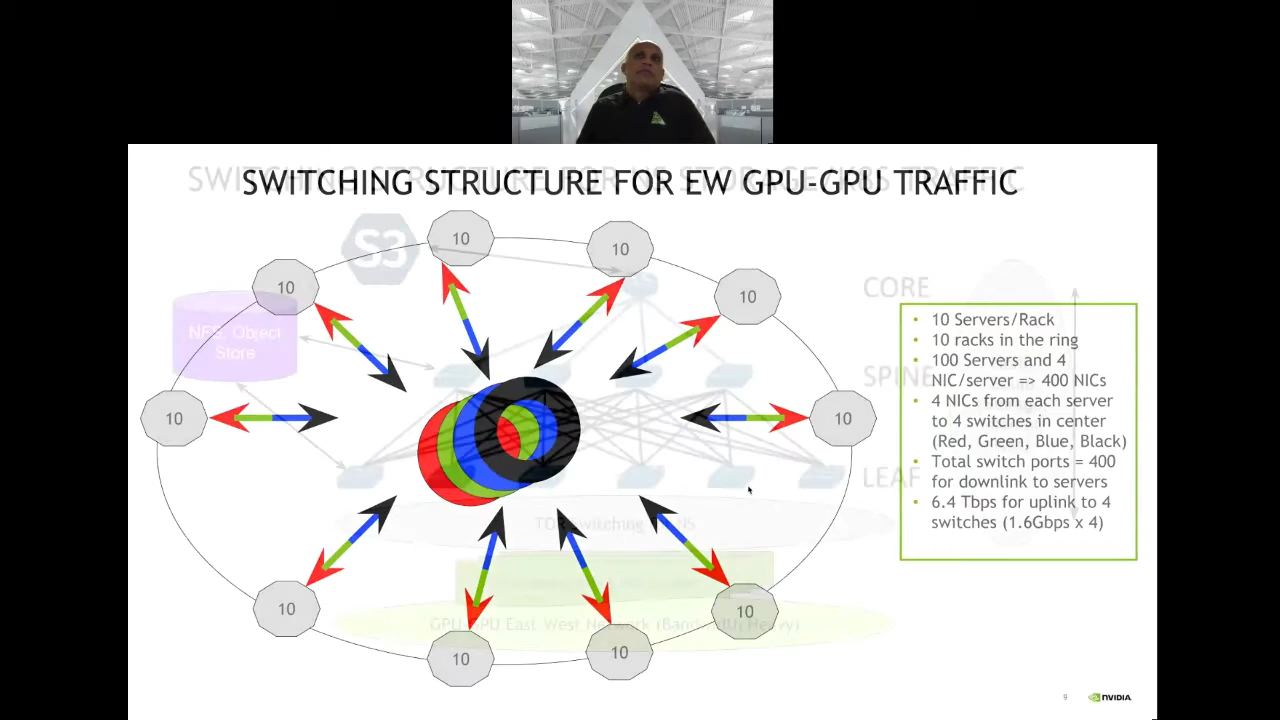 SWITCHING STRUCTURE FOR EW GPU-GPU TRAFFIC
S3
10
10
10
10
CORE
NFS, Object
Store
SPINE
10
10
LEAF
TOR Switching
10
10
GPU-GPU East-West Network (Bandwidth Heavy)
10
10
• 10 Servers/Rack
• 10 racks in the ring
• 100 Servers and 4
NIC/server => 400 NICs
• 4 NICs from each server
to 4 switches in center
(Red, Green, Blue, Black)
• Total switch ports = 400
for downlink to servers
• 6.4 Tbps for uplink to 4
switches (1.6Gbps x 4)
9
NVIDIA